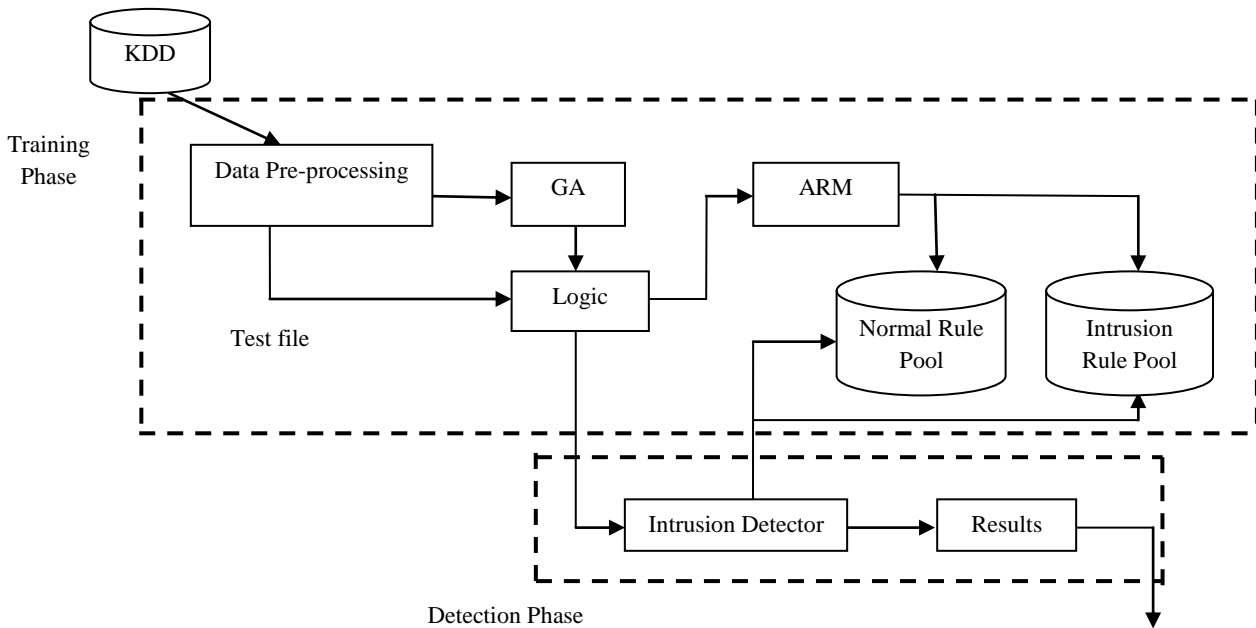 KDD
Training
Phase
Data Pre-processing
GA
ARM
Logic
Test file
Normal Rule
Pool
Intrusion
Rule Pool
Intrusion Detector
Results
Detection Phase